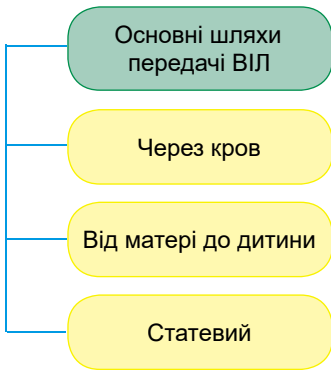 Основні шляхи
передачі ВІЛ
Через кров
Від матері до дитини
Статевий